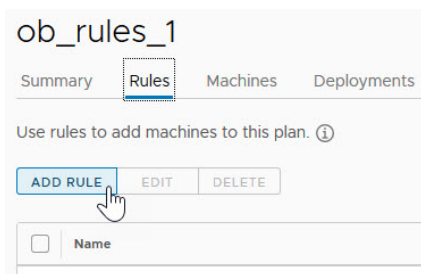 ob_rules_1
Summary Rules Machines Deployments
Use rules to add machines to this plan.
ADD RULE EDIT DELETE
Name